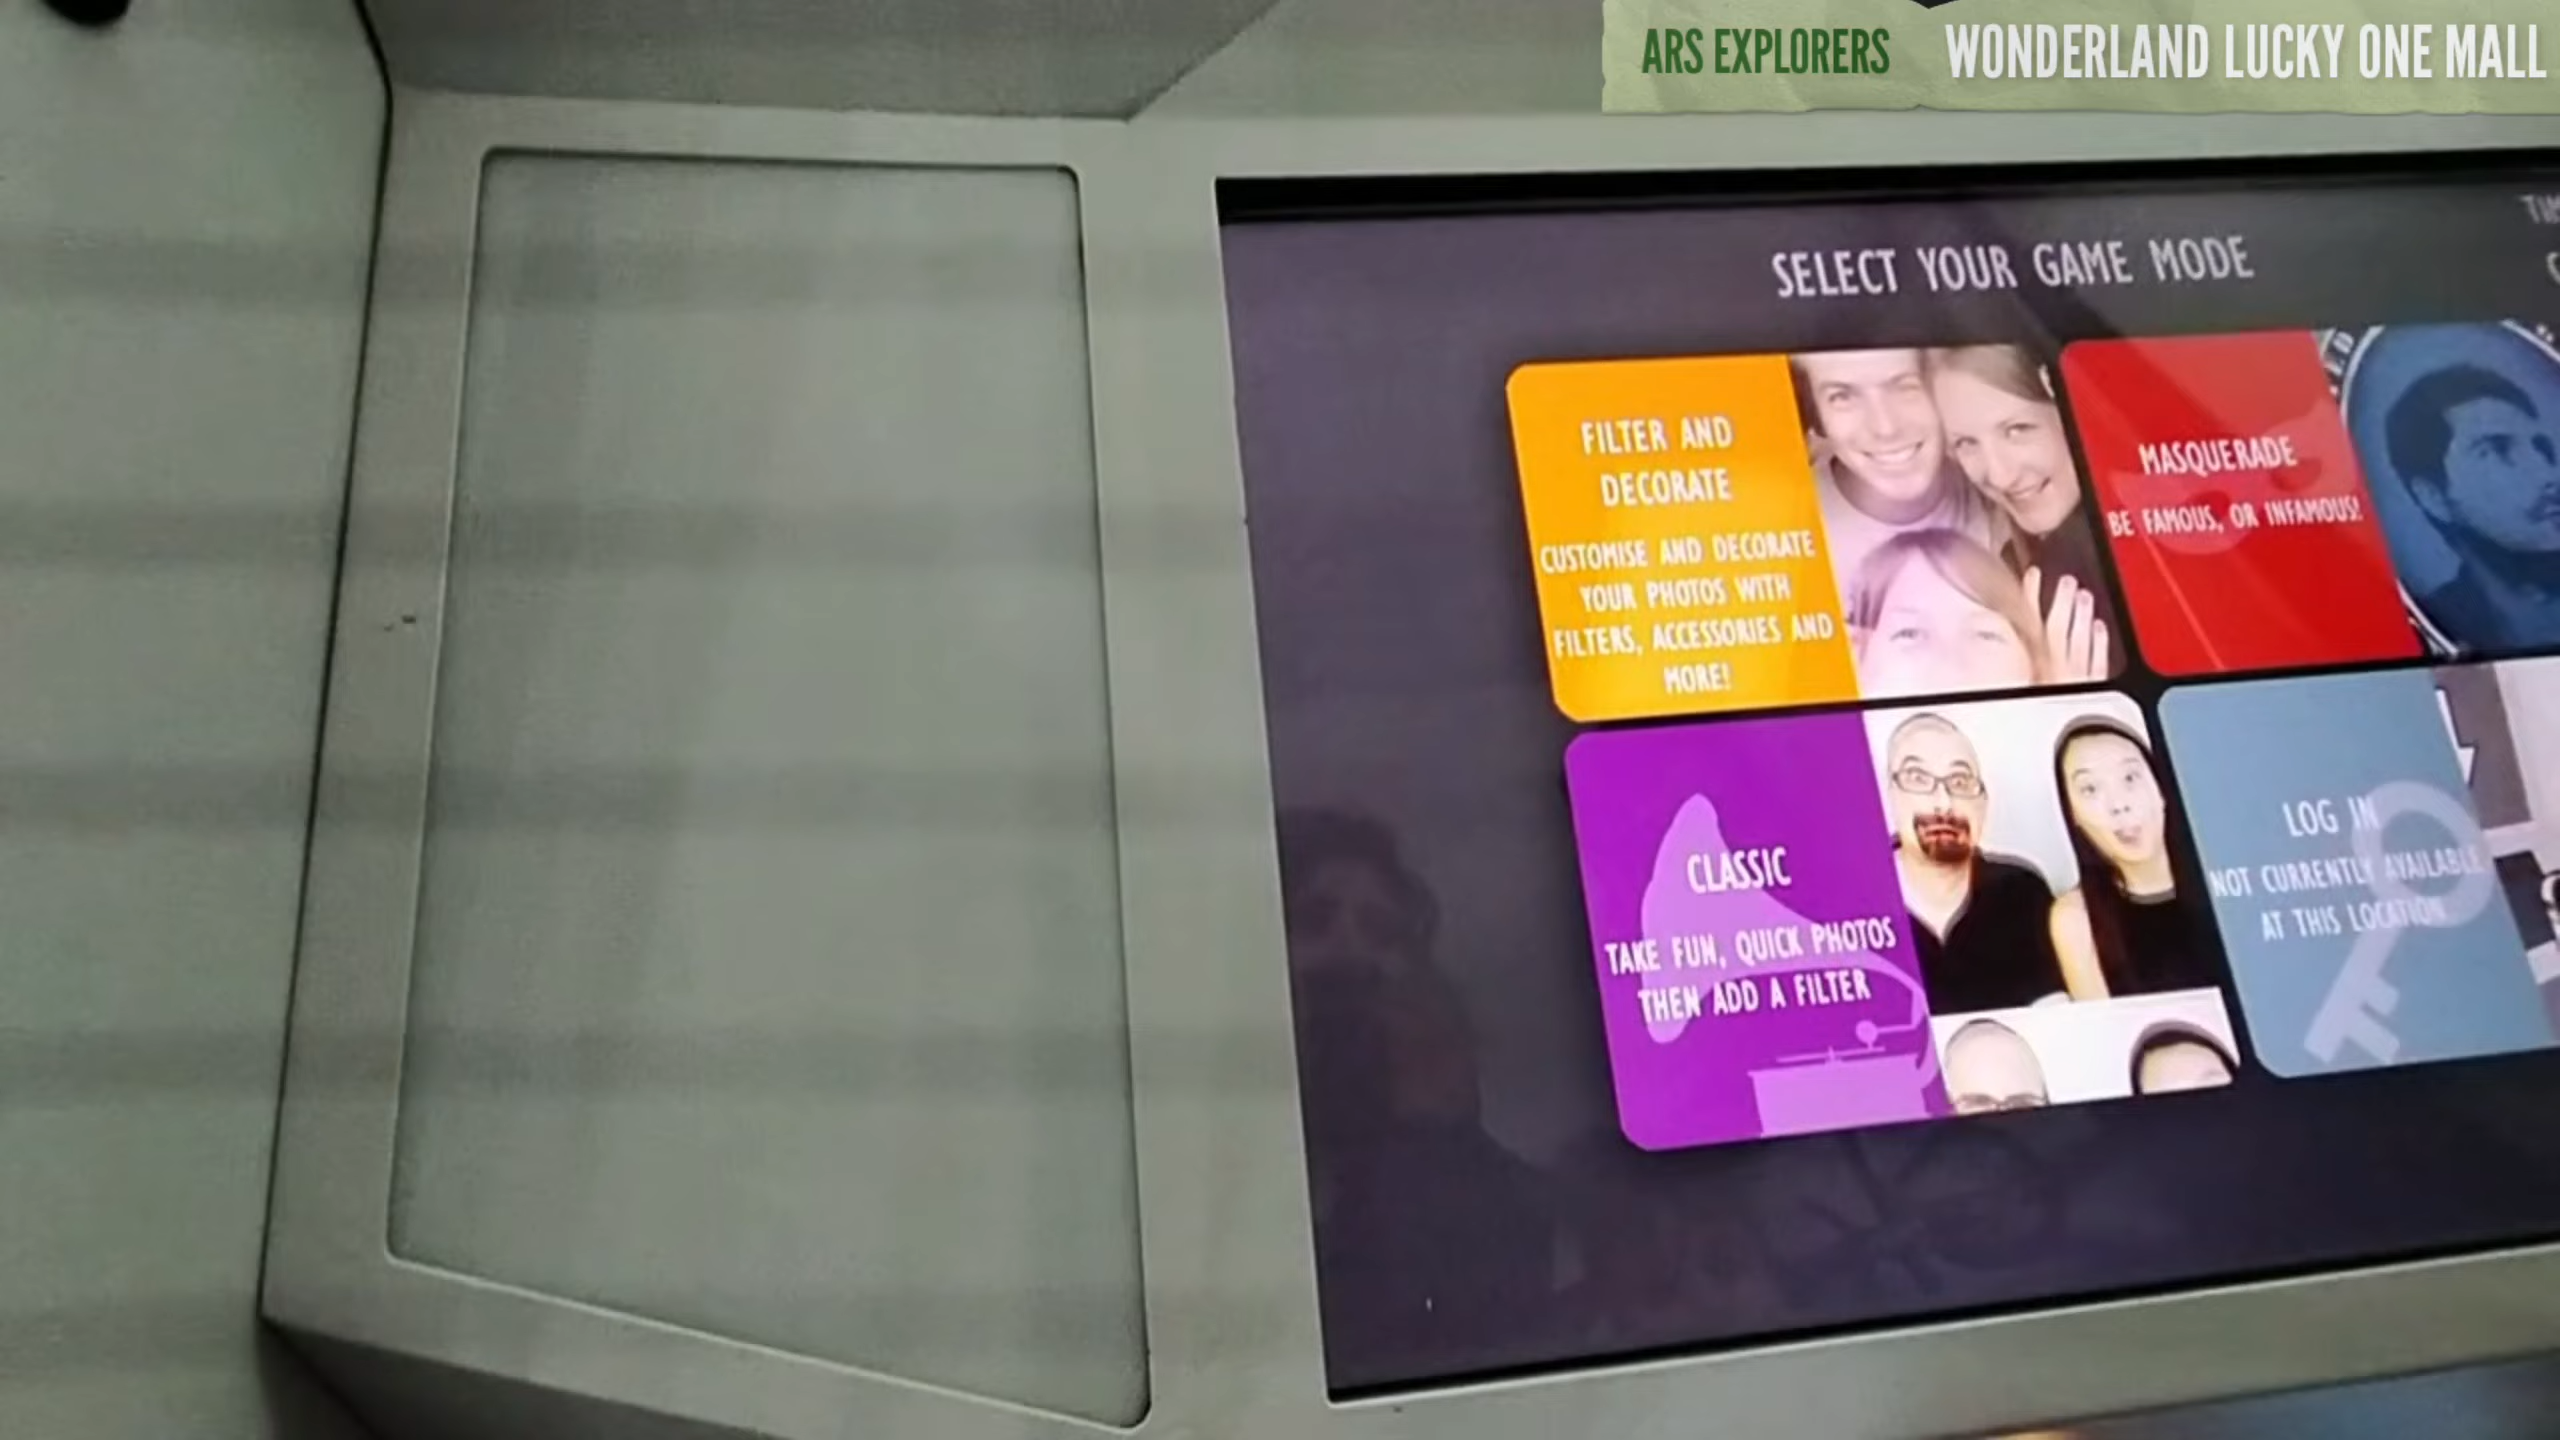 ARS EXPLORERS WONDERLAND LUCKY ONE MALL
SELECT YOUR GAME MODE
FILTER AND
DECORATE
CUSTOMISE AND DECORATE
YOUR PHOTOS WITH
FILTERS, ACCESSORIES AND
MORE!
MASQUERADE
BE FAMOUS, OR INFAMOUS!
CLASSIC
TAKE FUN, QUICK PHOTOS
THEN ADD A FILTER
LOG IN
NOT CURRENTLY AVAILABLE
AT THIS LOCATION